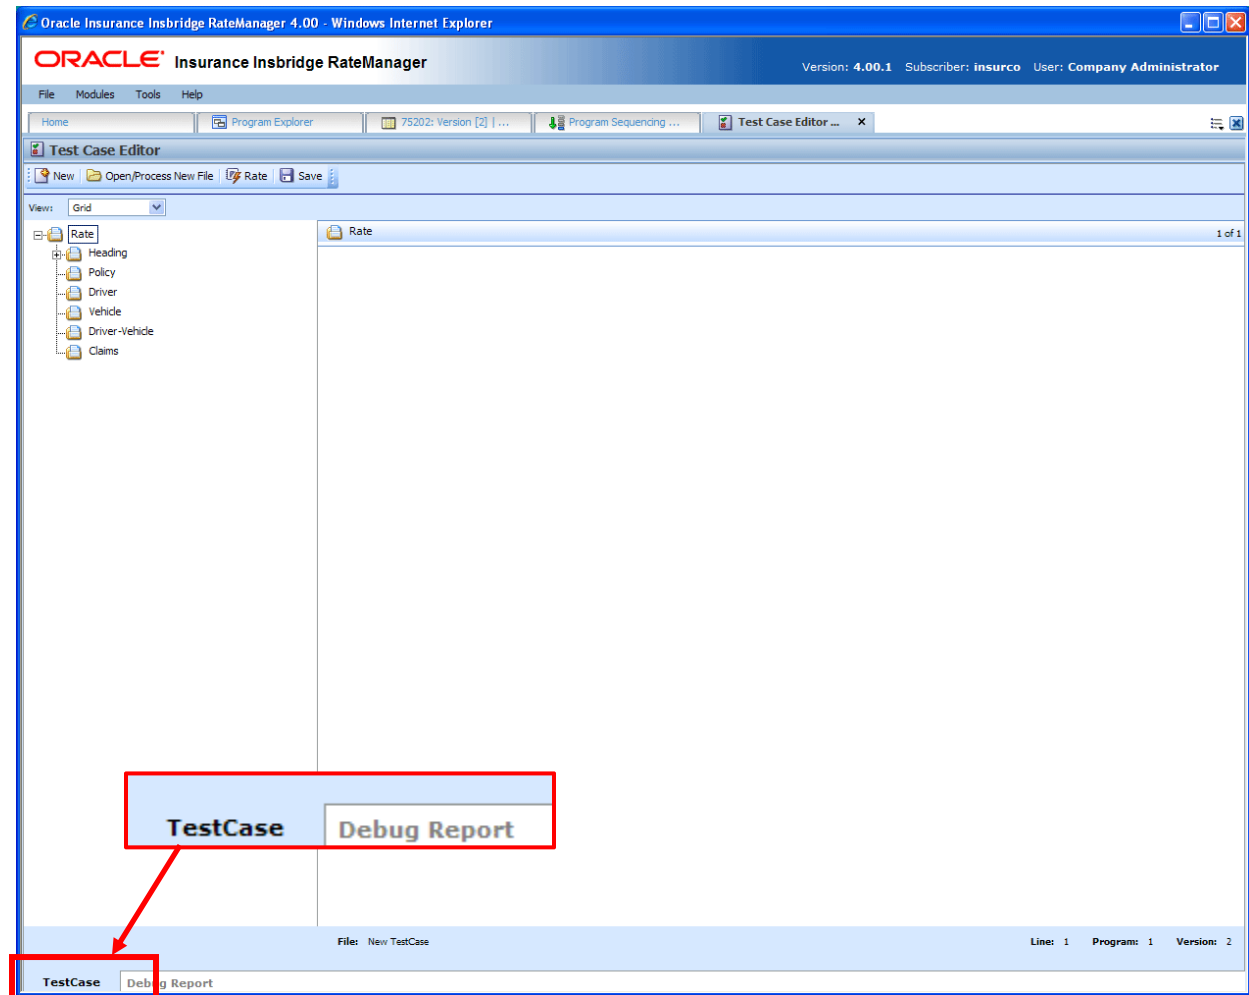 Oracle Insurance Insbridge RateManager 4.00 - Windows Internet Explorer
ORACLE Insurance Insbridge RateManager
Version: 4.00.1 Subscriber: insurco User: Company Administrator
File Modules Tools Help
Home Program Explorer 75202: Version [2] | ... Program Sequencing ... Test Case Editor ... X
Test Case Editor
New Open/Process New File Rate Save
View: Grid
Rate
Heading
Policy
Driver
Vehicle
Driver-Vehicle
Claims
Rate 1 of 1
TestCase Debug Report
File: New TestCase Line: 1 Program: 1 Version: 2
TestCase Debug Report